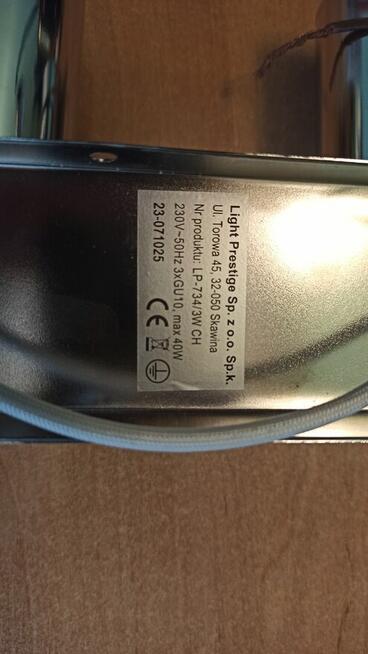 Light Prestige Sp. z o.o. Sp.k.
Ul. Torowa 45, 32-050 Skawina
Nr produktu: LP-734/3W CH
230V~50Hz 3xGU10, max 40W
23-071025
CE